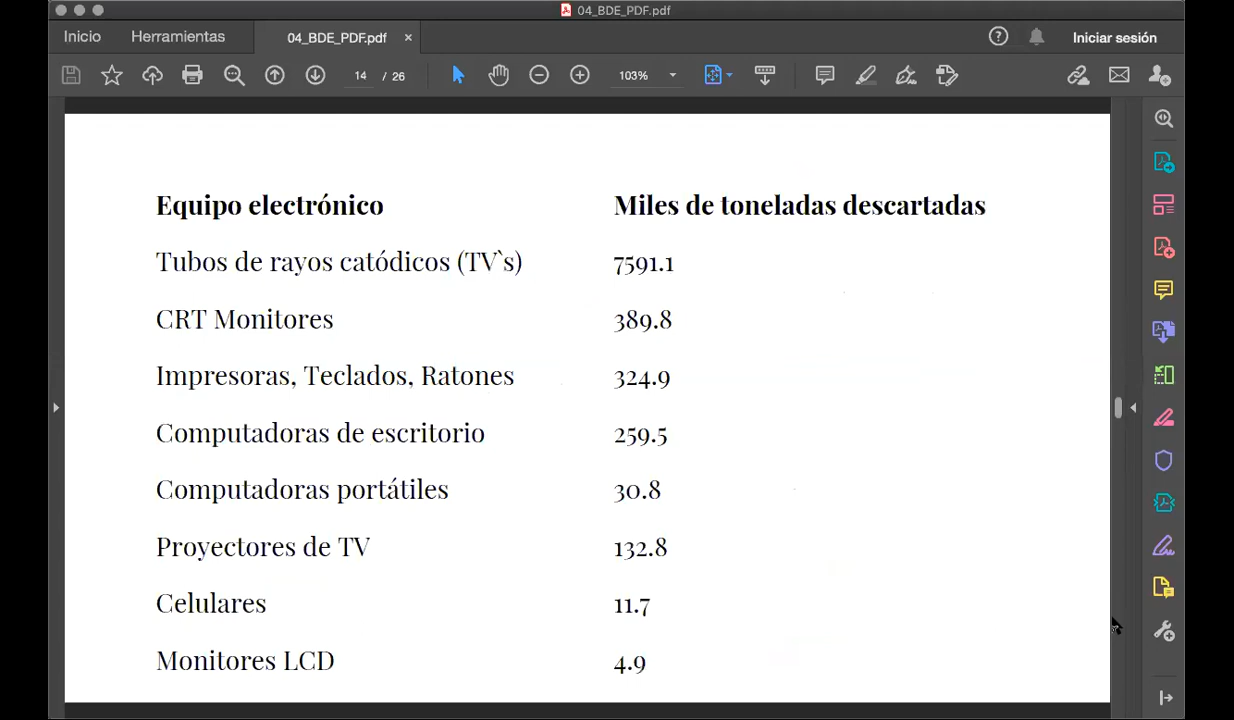 04_BDE_PDF.pdf
Inicio Herramientas 04_BDE_PDF.pdf × Iniciar sesión
14 / 26 103%
Equipo electrónico Miles de toneladas descartadas
Tubos de rayos catódicos (TV`s) 7591.1
CRT Monitores 389.8
Impresoras, Teclados, Ratones 324.9
Computadoras de escritorio 259.5
Computadoras portátiles 30.8
Proyectores de TV 132.8
Celulares 11.7
Monitores LCD 4.9